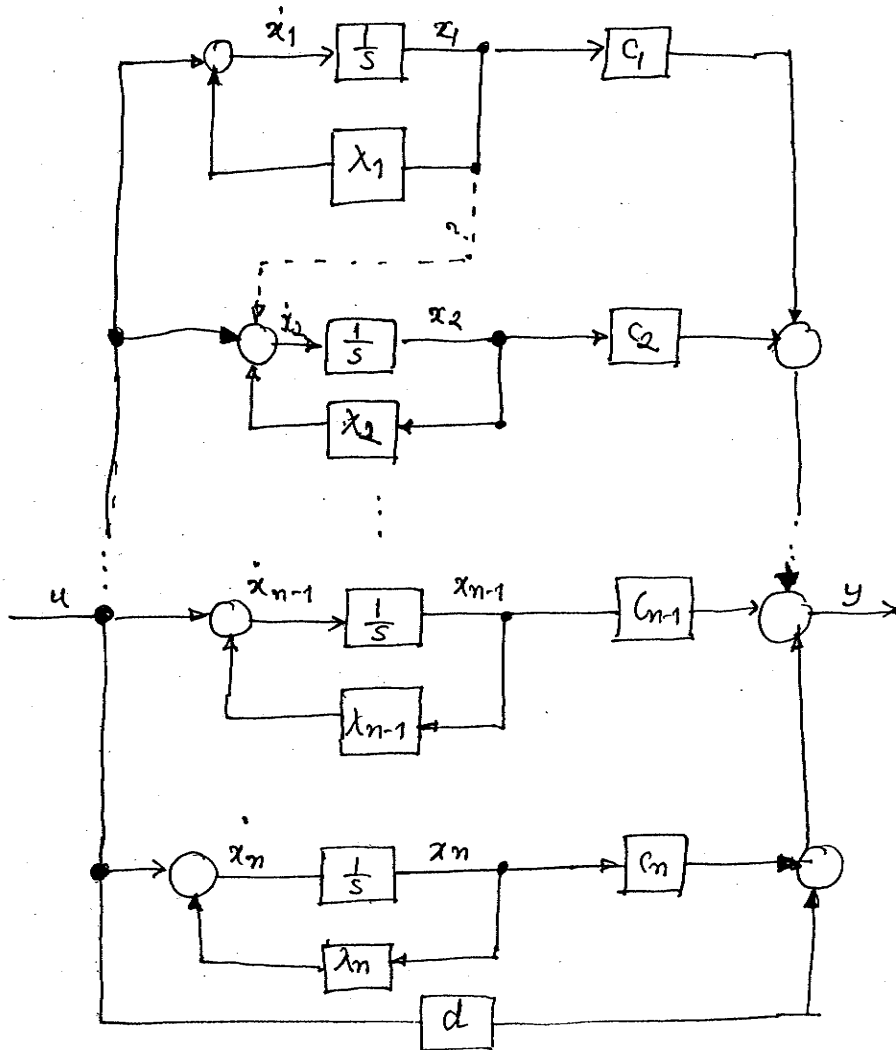 ẋ₁ 1/s x₁ C₁
λ₁
?
ẋ₂ 1/s x₂ C₂
λ₂
⋮
u ẋₙ₋₁ 1/s xₙ₋₁ Cₙ₋₁ y
λₙ₋₁
ẋₙ 1/s xₙ Cₙ
λₙ
d